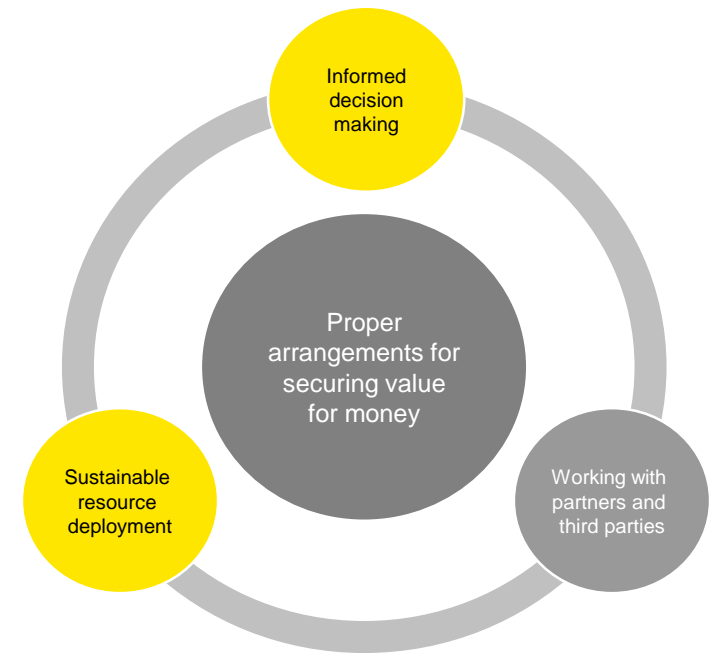 Informed
decision
making
Proper
arrangements for
securing value
for money
Sustainable
resource
deployment
Working with
partners and
third parties